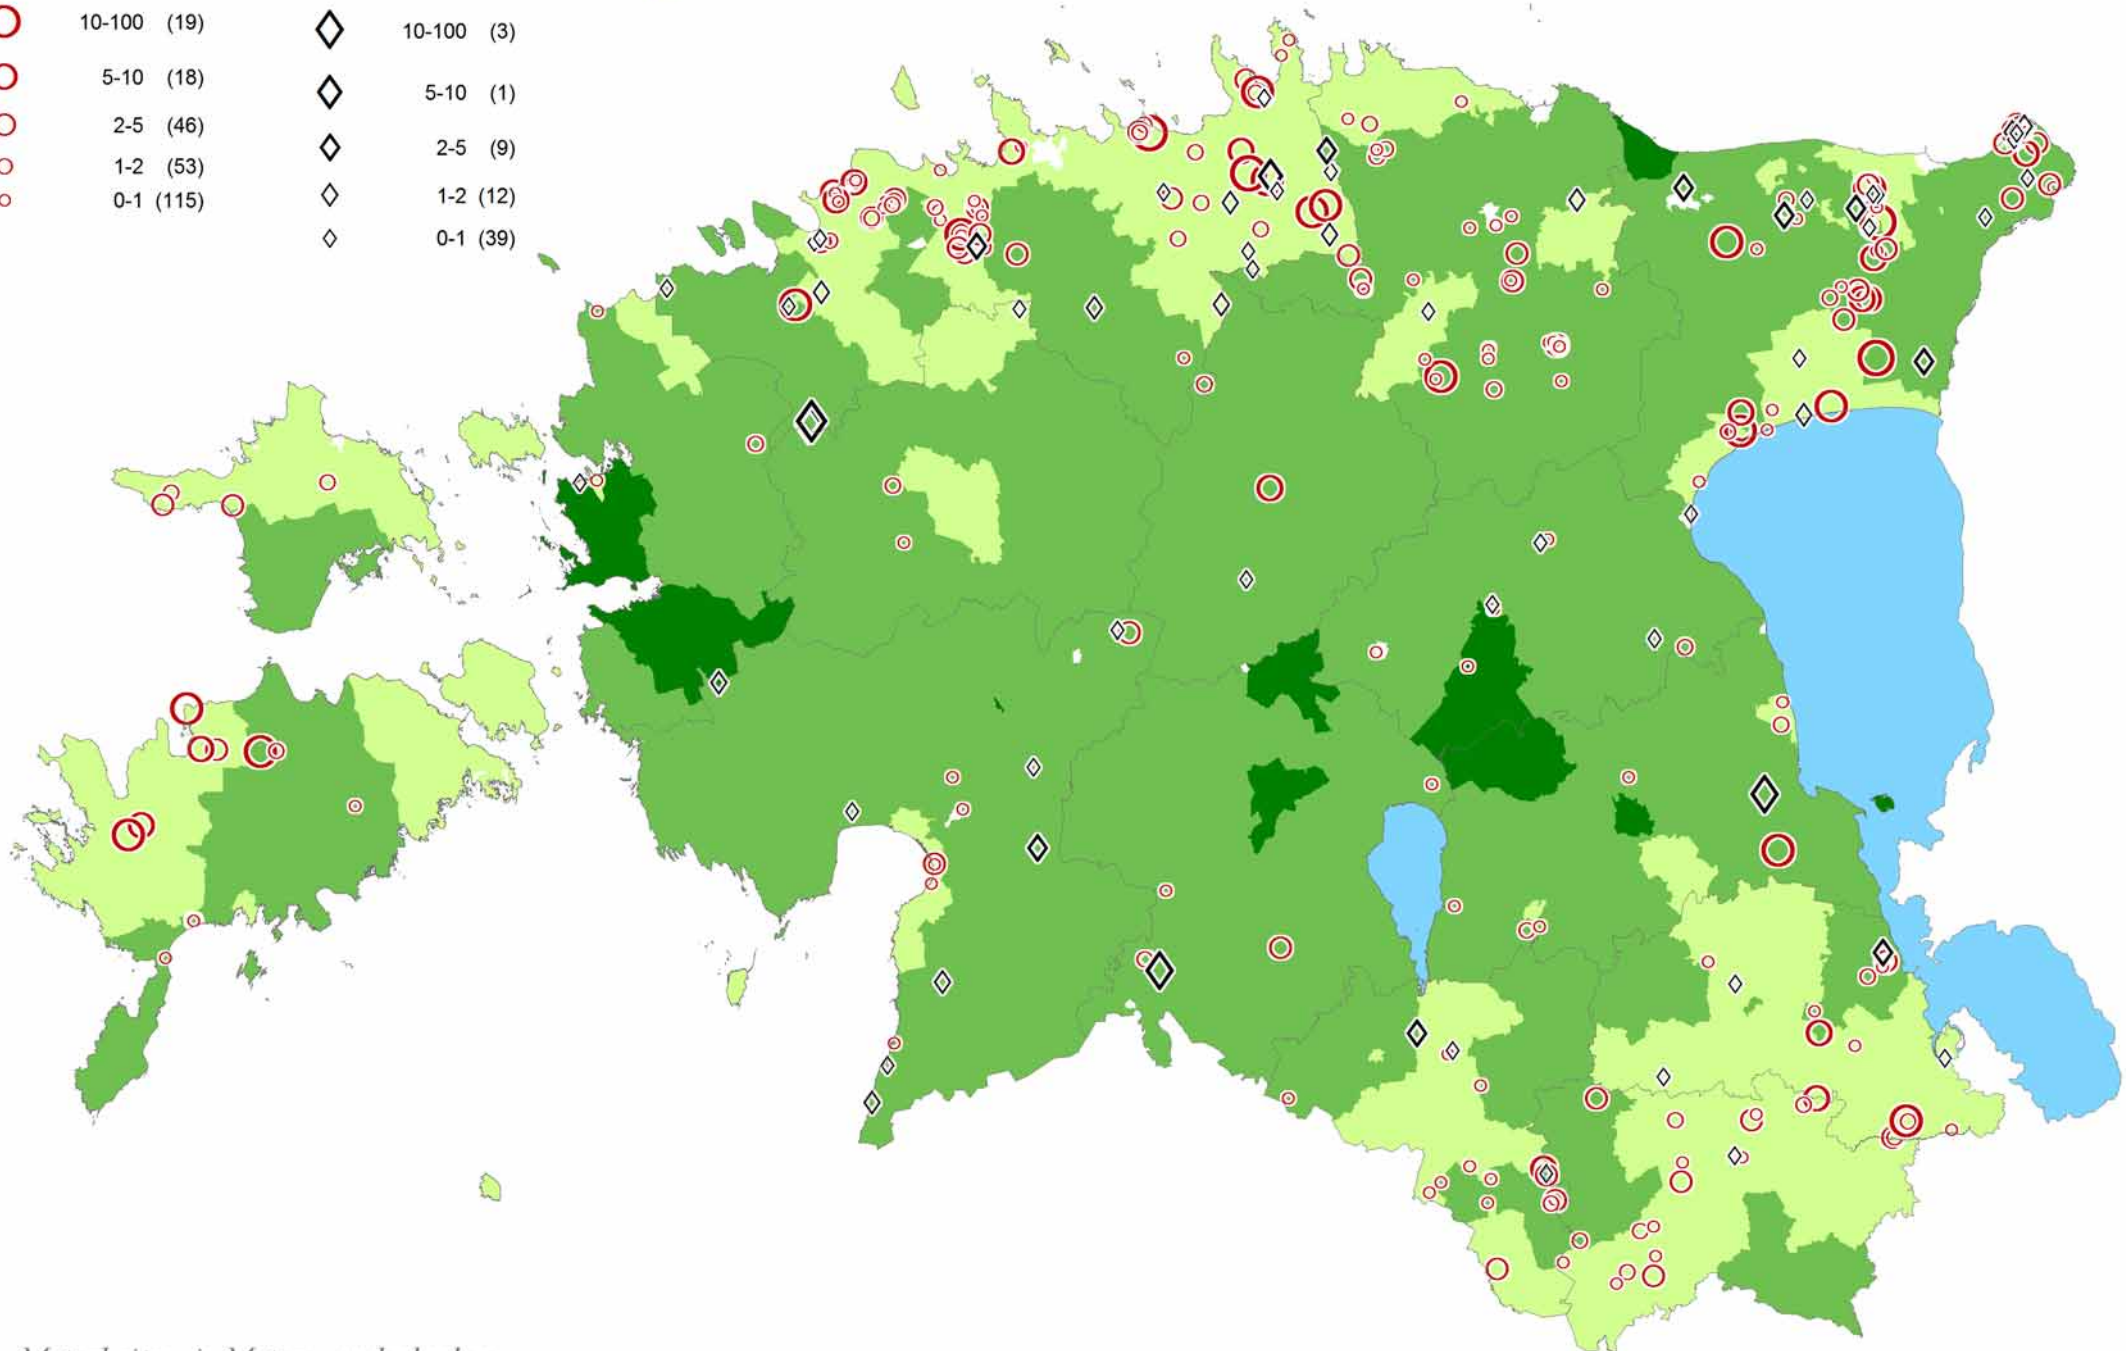 10-100 (19) 10-100 (3)
5-10 (18) 5-10 (1)
2-5 (46) 2-5 (9)
1-2 (53) 1-2 (12)
0-1 (115) 0-1 (39)